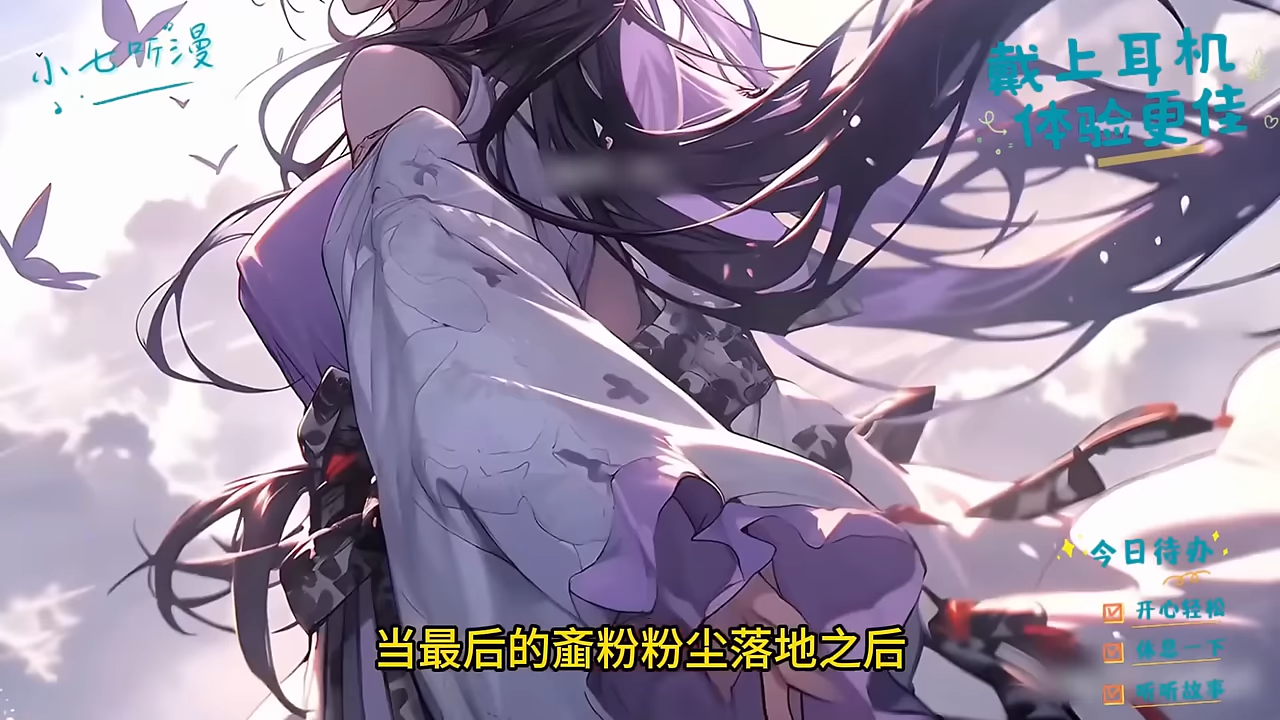 小七听漫
戴上耳机
体验更佳
今日待办
开心轻松
休息一下
听听故事
当最后的齑粉粉尘落地之后